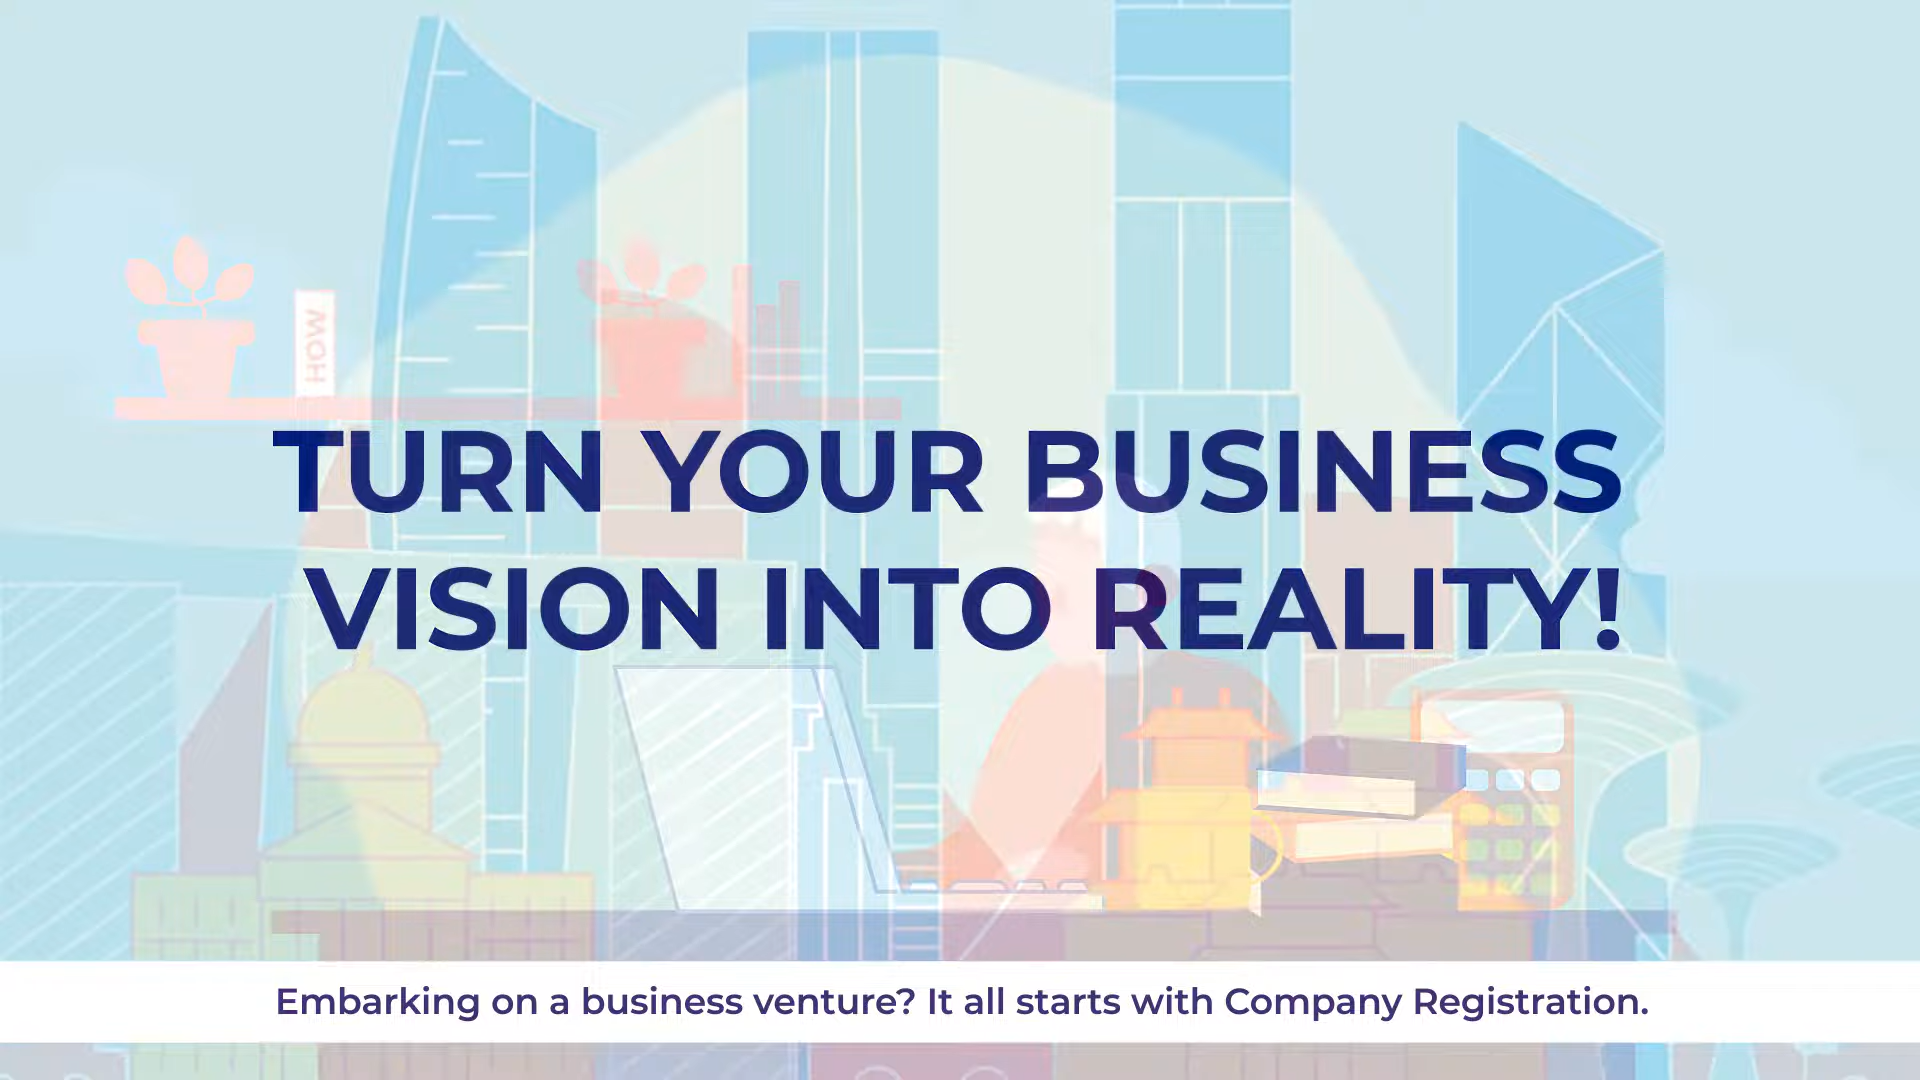 HOW
TURN YOUR BUSINESS
VISION INTO REALITY!
Embarking on a business venture? It all starts with Company Registration.